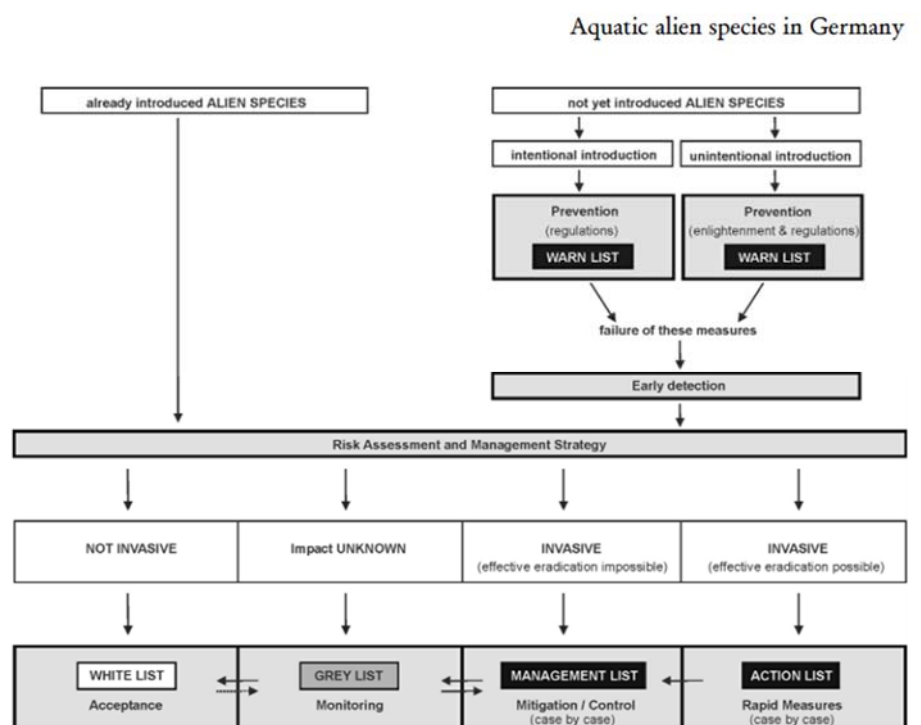 Aquatic alien species in Germany
already introduced ALIEN SPECIES
not yet introduced ALIEN SPECIES
intentional introduction
unintentional introduction
Prevention
(regulations)
WARN LIST
Prevention
(enlightenment & regulations)
WARN LIST
failure of these measures
Early detection
Risk Assessment and Management Strategy
NOT INVASIVE
Impact UNKNOWN
INVASIVE
(effective eradication impossible)
INVASIVE
(effective eradication possible)
WHITE LIST
Acceptance
GREY LIST
Monitoring
MANAGEMENT LIST
Mitigation / Control
(case by case)
ACTION LIST
Rapid Measures
(case by case)